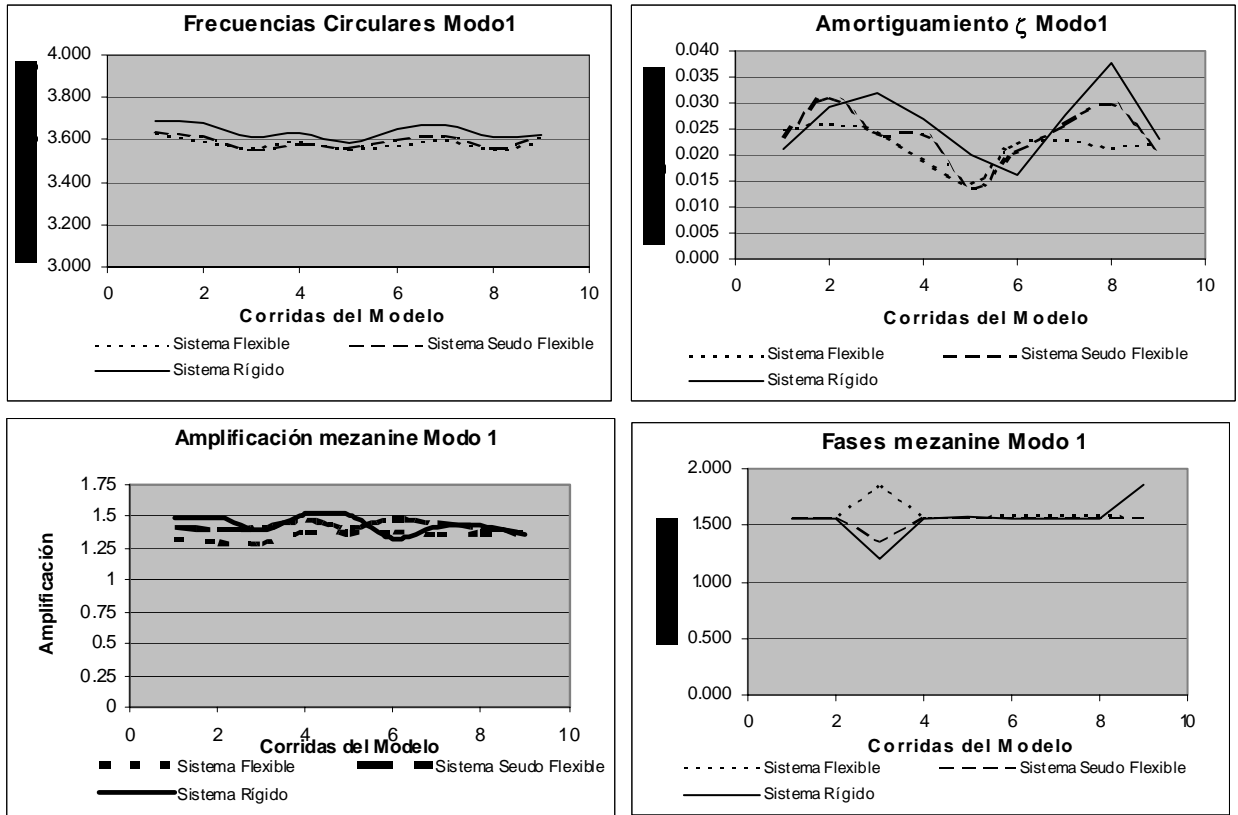 Frecuencias Circulares Modo1
4.000
3.800
3.600
3.400
3.200
3.000
0 2 4 6 8 10
Corridas del Modelo
Sistema Flexible
Sistema Seudo Flexible
Sistema Rígido
Amortiguamiento ζ Modo1
0.040
0.035
0.030
0.025
0.020
0.015
0.010
0.005
0.000
0 2 4 6 8 10
Corridas del Modelo
Sistema Flexible
Sistema Seudo Flexible
Sistema Rígido
Amplificación mezanine Modo 1
Amplificación
1.75
1.5
1.25
1
0.75
0.5
0.25
0
0 2 4 6 8 10
Corridas del Modelo
Sistema Flexible
Sistema Seudo Flexible
Sistema Rígido
Fases mezanine Modo 1
2.000
1.500
1.000
0.500
0.000
0 2 4 6 8 10
Corridas del Modelo
Sistema Flexible
Sistema Seudo Flexible
Sistema Rígido